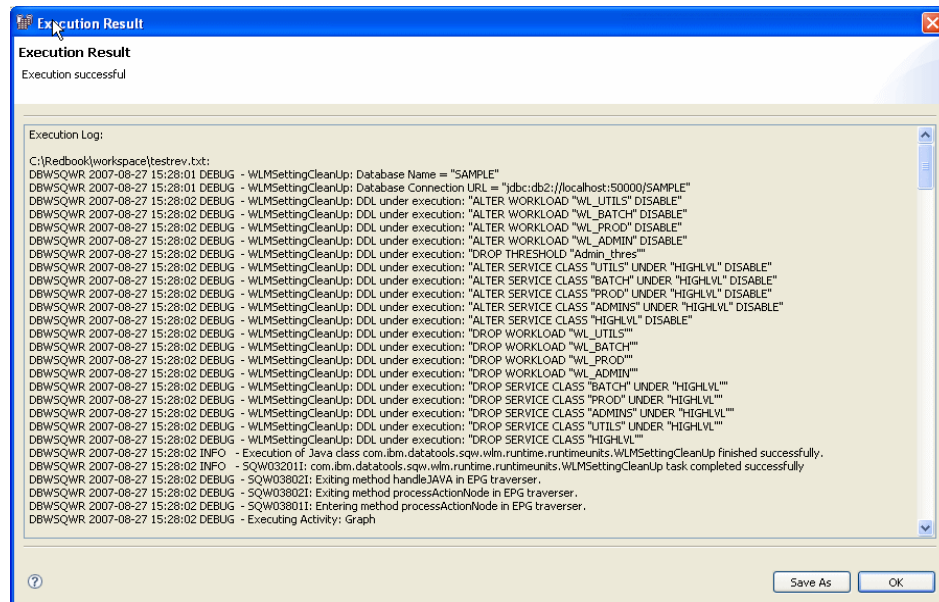 Execution Result
Execution Result
Execution successful
Execution Log:
C:\Redbook\workspace\testrev.txt:
DBWSQWR 2007-08-27 15:28:01 DEBUG - WLMSettingCleanUp: Database Name = "SAMPLE"
DBWSQWR 2007-08-27 15:28:01 DEBUG - WLMSettingCleanUp: Database Connection URL = "jdbc:db2://localhost:50000/SAMPLE"
DBWSQWR 2007-08-27 15:28:02 DEBUG - WLMSettingCleanUp: DDL under execution: "ALTER WORKLOAD "WL_UTILS" DISABLE"
DBWSQWR 2007-08-27 15:28:02 DEBUG - WLMSettingCleanUp: DDL under execution: "ALTER WORKLOAD "WL_BATCH" DISABLE"
DBWSQWR 2007-08-27 15:28:02 DEBUG - WLMSettingCleanUp: DDL under execution: "ALTER WORKLOAD "WL_PROD" DISABLE"
DBWSQWR 2007-08-27 15:28:02 DEBUG - WLMSettingCleanUp: DDL under execution: "ALTER WORKLOAD "WL_ADMIN" DISABLE"
DBWSQWR 2007-08-27 15:28:02 DEBUG - WLMSettingCleanUp: DDL under execution: "DROP THRESHOLD "Admin_thres""
DBWSQWR 2007-08-27 15:28:02 DEBUG - WLMSettingCleanUp: DDL under execution: "ALTER SERVICE CLASS "UTILS" UNDER "HIGHLVL" DISABLE"
DBWSQWR 2007-08-27 15:28:02 DEBUG - WLMSettingCleanUp: DDL under execution: "ALTER SERVICE CLASS "BATCH" UNDER "HIGHLVL" DISABLE"
DBWSQWR 2007-08-27 15:28:02 DEBUG - WLMSettingCleanUp: DDL under execution: "ALTER SERVICE CLASS "PROD" UNDER "HIGHLVL" DISABLE"
DBWSQWR 2007-08-27 15:28:02 DEBUG - WLMSettingCleanUp: DDL under execution: "ALTER SERVICE CLASS "ADMINS" UNDER "HIGHLVL" DISABLE"
DBWSQWR 2007-08-27 15:28:02 DEBUG - WLMSettingCleanUp: DDL under execution: "ALTER SERVICE CLASS "HIGHLVL" DISABLE"
DBWSQWR 2007-08-27 15:28:02 DEBUG - WLMSettingCleanUp: DDL under execution: "DROP WORKLOAD "WL_UTILS""
DBWSQWR 2007-08-27 15:28:02 DEBUG - WLMSettingCleanUp: DDL under execution: "DROP WORKLOAD "WL_BATCH""
DBWSQWR 2007-08-27 15:28:02 DEBUG - WLMSettingCleanUp: DDL under execution: "DROP WORKLOAD "WL_PROD""
DBWSQWR 2007-08-27 15:28:02 DEBUG - WLMSettingCleanUp: DDL under execution: "DROP WORKLOAD "WL_ADMIN""
DBWSQWR 2007-08-27 15:28:02 DEBUG - WLMSettingCleanUp: DDL under execution: "DROP SERVICE CLASS "BATCH" UNDER "HIGHLVL""
DBWSQWR 2007-08-27 15:28:02 DEBUG - WLMSettingCleanUp: DDL under execution: "DROP SERVICE CLASS "PROD" UNDER "HIGHLVL""
DBWSQWR 2007-08-27 15:28:02 DEBUG - WLMSettingCleanUp: DDL under execution: "DROP SERVICE CLASS "ADMINS" UNDER "HIGHLVL""
DBWSQWR 2007-08-27 15:28:02 DEBUG - WLMSettingCleanUp: DDL under execution: "DROP SERVICE CLASS "UTILS" UNDER "HIGHLVL""
DBWSQWR 2007-08-27 15:28:02 DEBUG - WLMSettingCleanUp: DDL under execution: "DROP SERVICE CLASS "HIGHLVL""
DBWSQWR 2007-08-27 15:28:02 INFO - Execution of Java class com.ibm.datatools.sqw.wlm.runtime.runtimeunits.WLMSettingCleanUp finished successfully.
DBWSQWR 2007-08-27 15:28:02 INFO - SQW03201I: com.ibm.datatools.sqw.wlm.runtime.runtimeunits.WLMSettingCleanUp task completed successfully
DBWSQWR 2007-08-27 15:28:02 DEBUG - SQW03802I: Exiting method handleJAVA in EPG traverser.
DBWSQWR 2007-08-27 15:28:02 DEBUG - SQW03802I: Exiting method processActionNode in EPG traverser.
DBWSQWR 2007-08-27 15:28:02 DEBUG - SQW03801I: Entering method processActionNode in EPG traverser.
DBWSQWR 2007-08-27 15:28:02 DEBUG - Executing Activity: Graph
Save As
OK